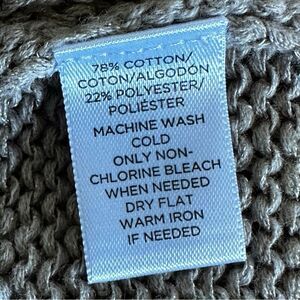 78% COTTON/
COTON/ALGODÓN
22% POLYESTER/
POLIÉSTER
MACHINE WASH
COLD
ONLY NON-
CHLORINE BLEACH
WHEN NEEDED
DRY FLAT
WARM IRON
IF NEEDED